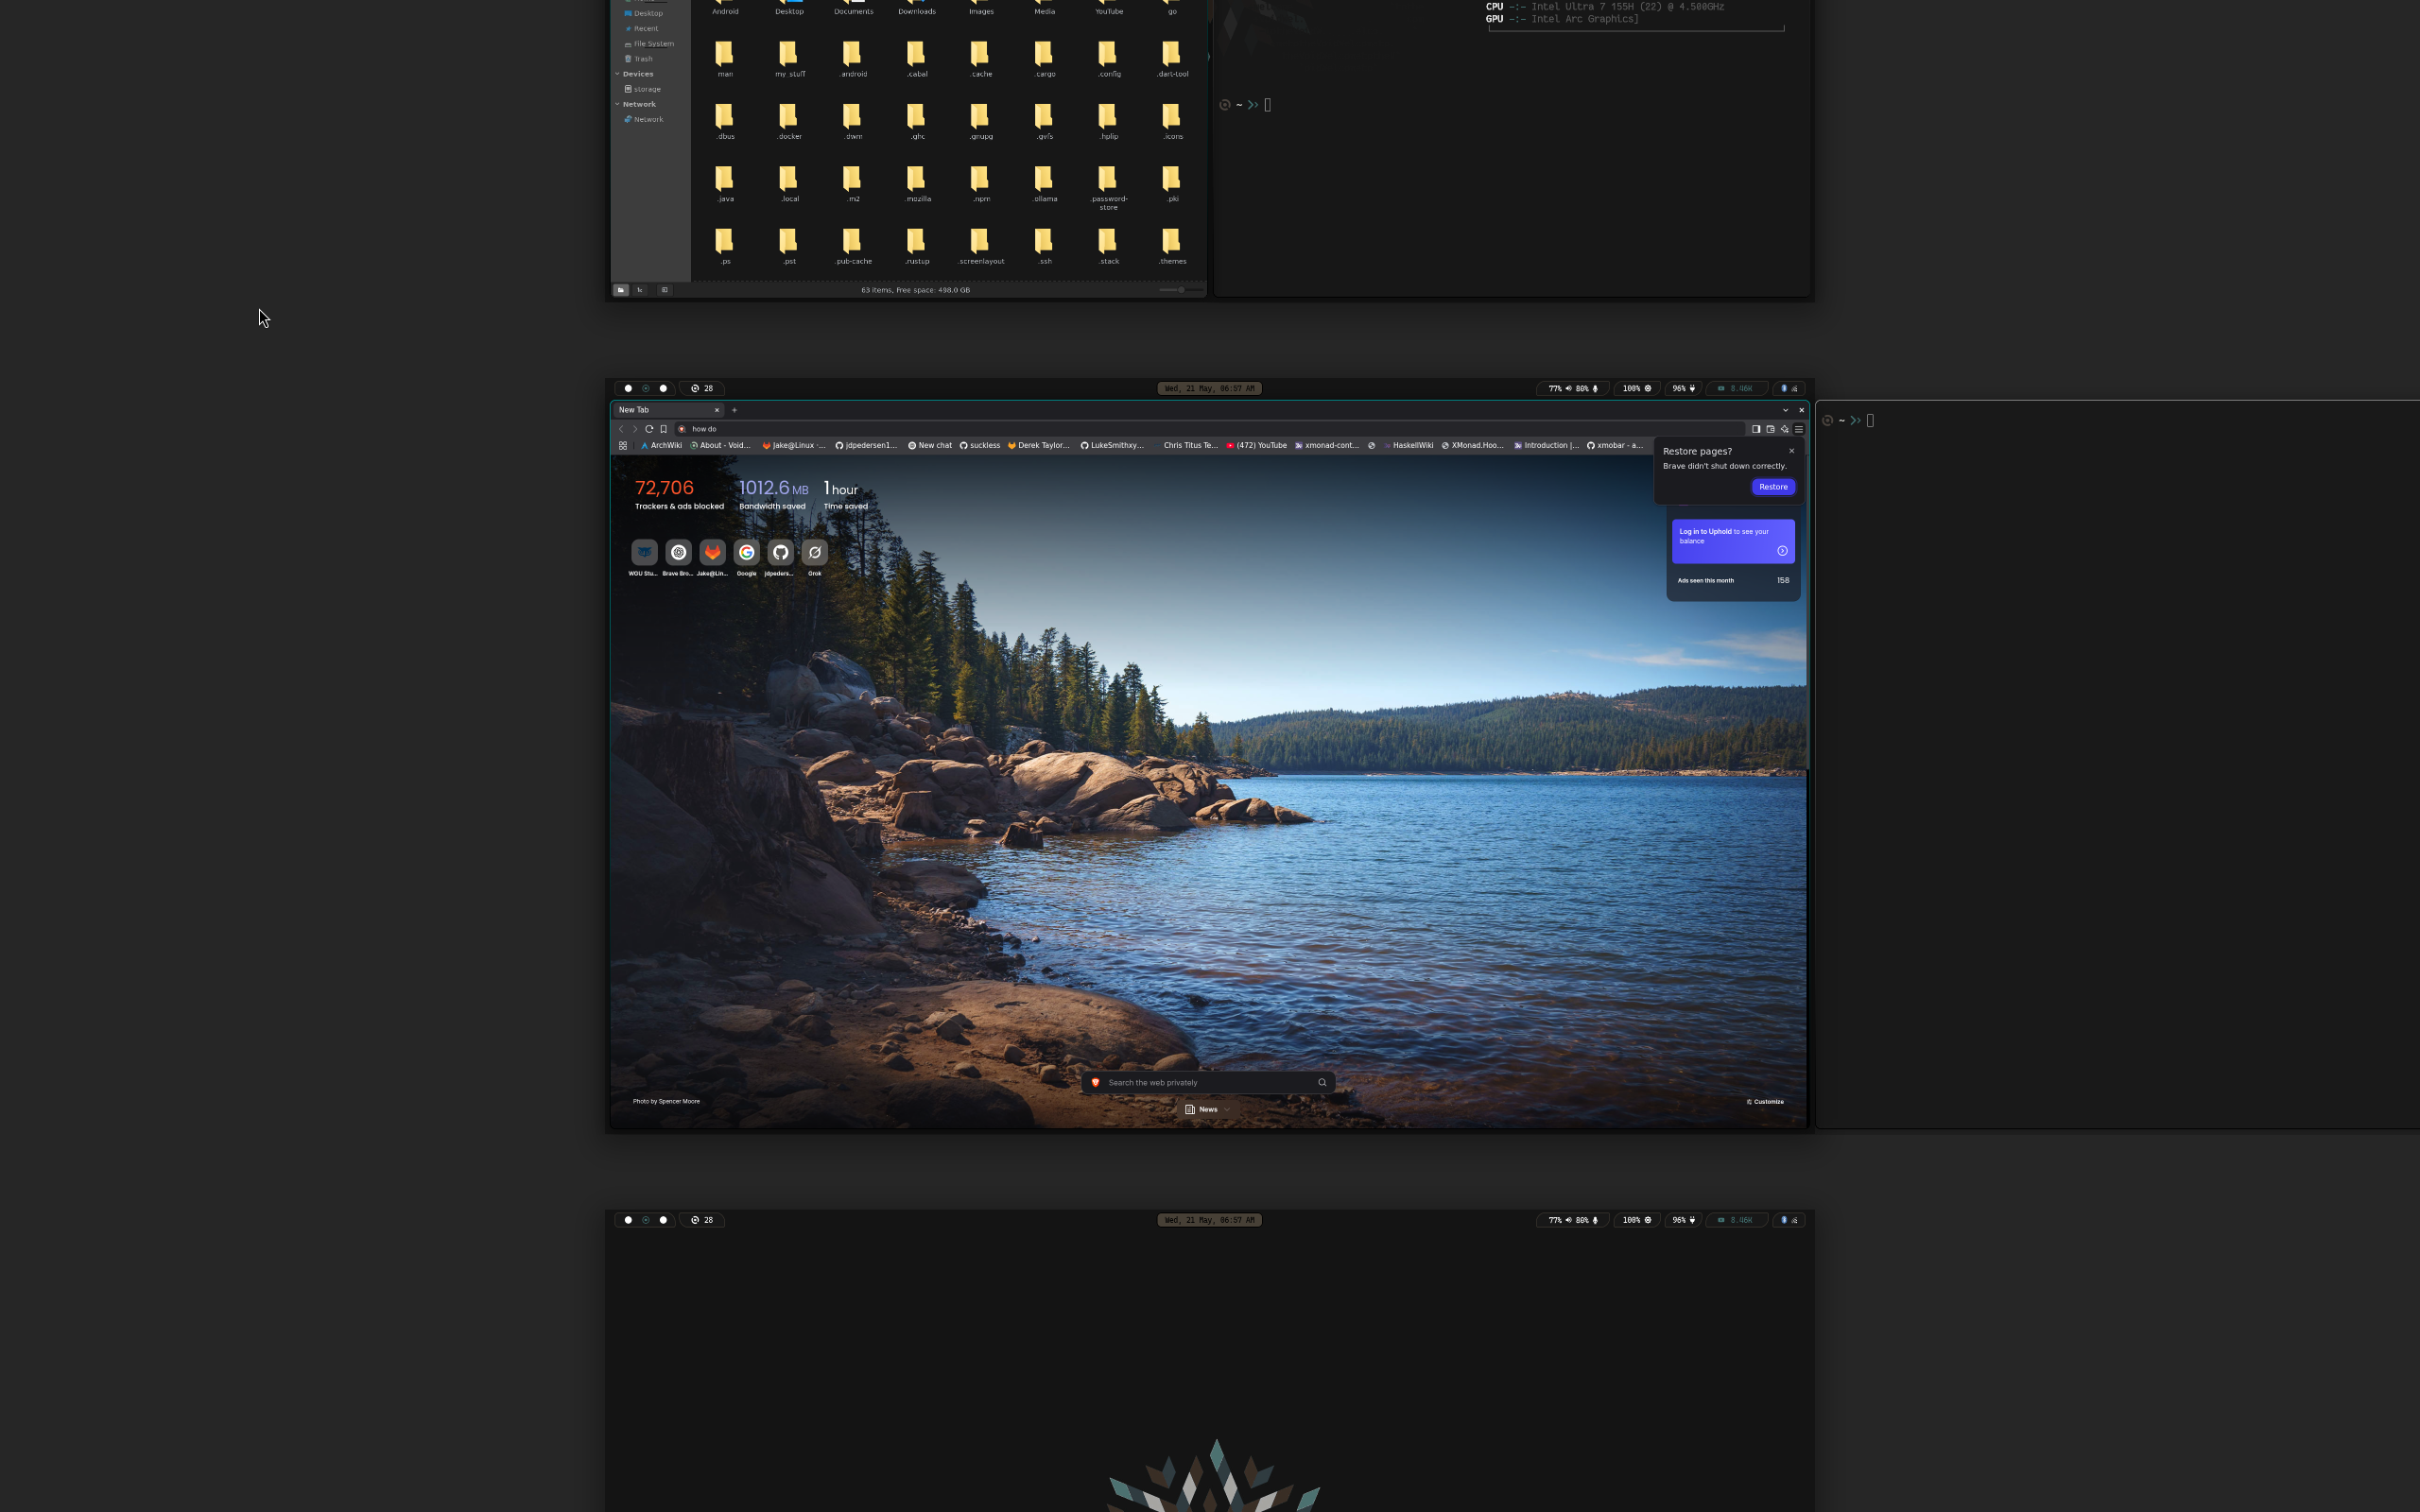 Desktop
Recent
File System
Trash
Devices
storage
Network
Network
Android Desktop Documents Downloads Images Media YouTube go
man my_stuff .android .cabal .cache .cargo .config .dart-tool
.dbus .docker .dwm .ghc .gnupg .gvfs .hplip .icons
.java .local .m2 .mozilla .npm .ollama .password-store .pki
.ps .pst .pub-cache .rustup .screenlayout .ssh .stack .themes
63 items, Free space: 498.0 GB
CPU -:- Intel Ultra 7 155H (22) @ 4.500GHz
GPU -:- Intel Arc Graphics]
~
28 Wed, 21 May, 06:57 AM 77% 80% 100% 96% 8.46K
New Tab
how do
ArchWiki About - Void... Jake@Linux -... jdpedersen1... New chat suckless Derek Taylor... LukeSmithxy... Chris Titus Te... (472) YouTube xmonad-cont... HaskellWiki XMonad.Hoo... Introduction |... xmobar - a...
Restore pages?
Brave didn't shut down correctly.
Restore
72,706 1012.6 MB 1 hour
Trackers & ads blocked Bandwidth saved Time saved
Log in to Uphold to see your
balance
Ads seen this month 158
WGU Stu... Brave Bro... Jake@Lin... Google jdpeders... Grok
Search the web privately
News
Photo by Spencer Moore
Customize
~
28 Wed, 21 May, 06:57 AM 77% 80% 100% 96% 8.46K